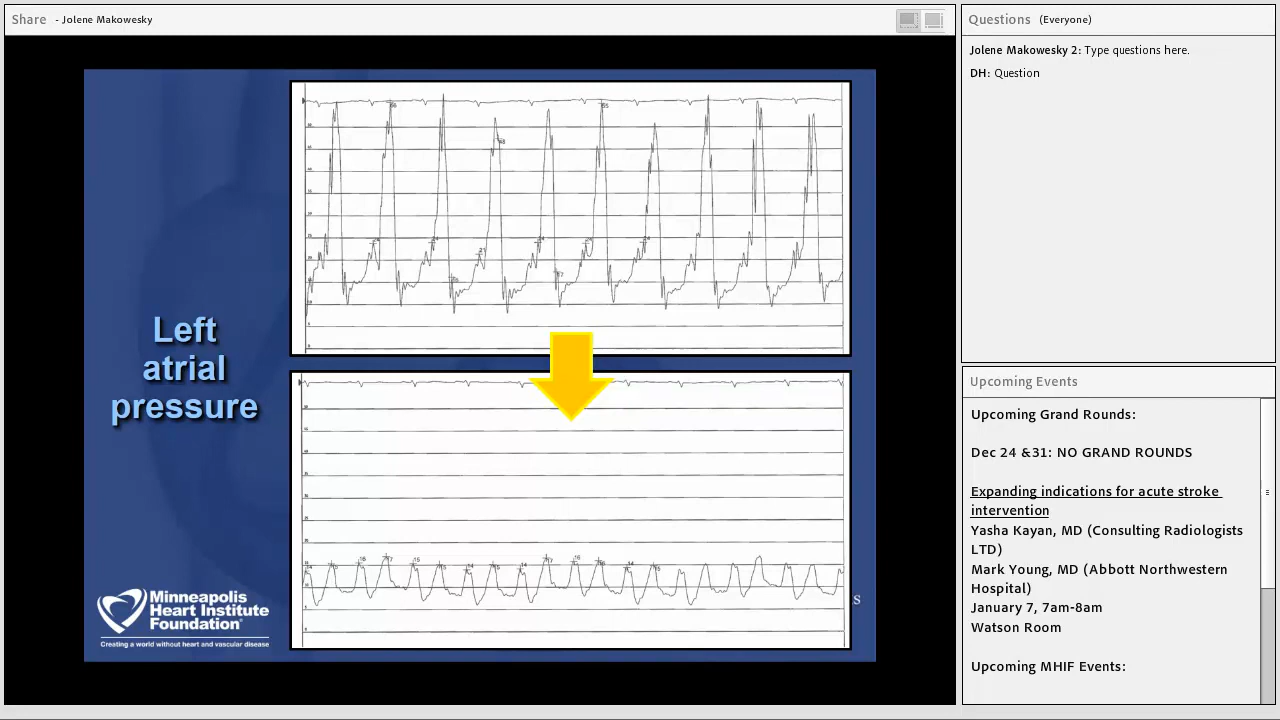 Share - Jolene Makowesky
Left
atrial
pressure
Minneapolis
Heart Institute
Foundation®
Creating a world without heart and vascular disease
Questions (Everyone)
Jolene Makowesky 2: Type questions here.
DH: Question
Upcoming Events
Upcoming Grand Rounds:
Dec 24 &31: NO GRAND ROUNDS
Expanding indications for acute stroke
intervention
Yasha Kayan, MD (Consulting Radiologists
LTD)
Mark Young, MD (Abbott Northwestern
Hospital)
January 7, 7am-8am
Watson Room
Upcoming MHIF Events: